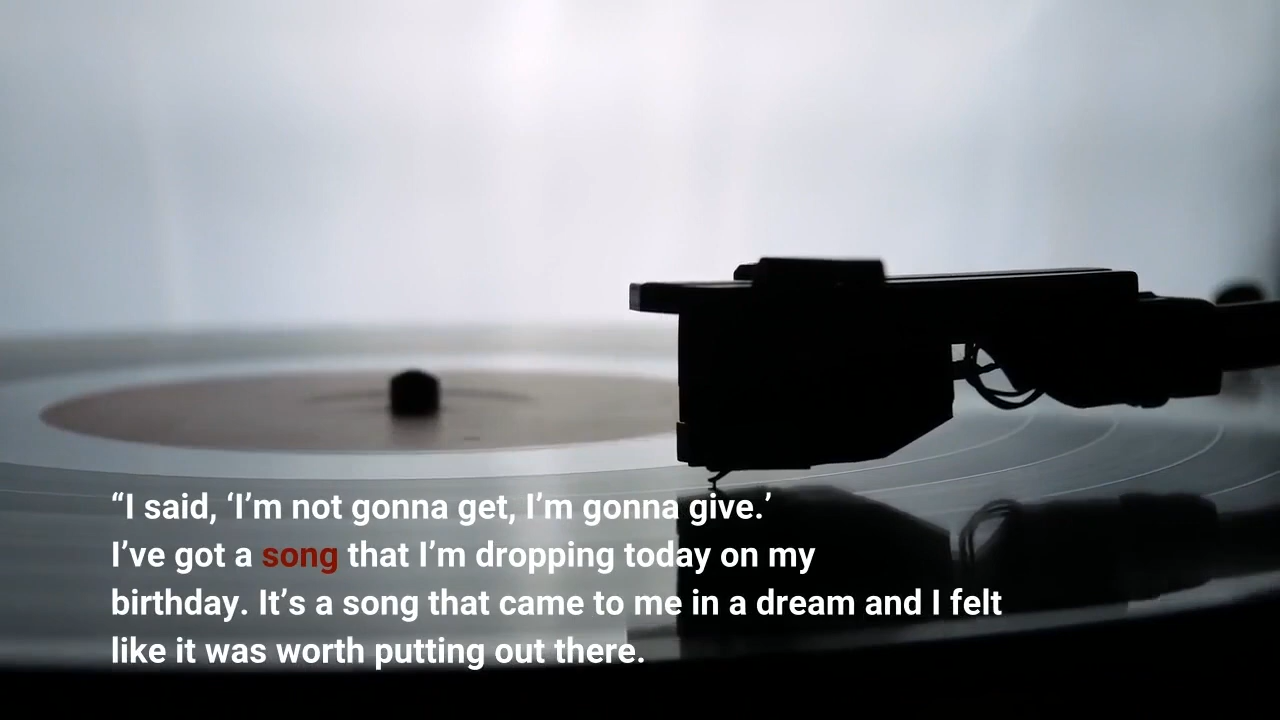 “I said, ‘I’m not gonna get, I’m gonna give.’
I’ve got a song that I’m dropping today on my
birthday. It’s a song that came to me in a dream and I felt
like it was worth putting out there.